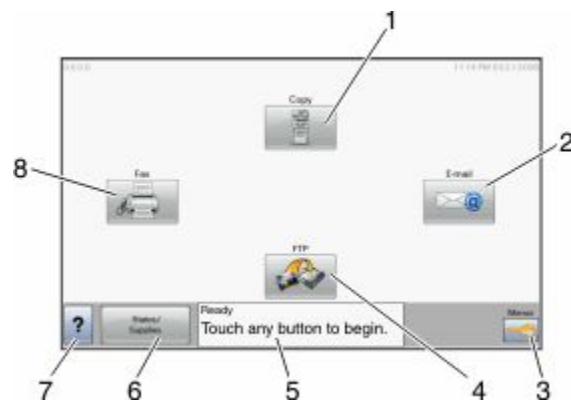 1
Copy
2
E-mail
8
Fax
FTP
?
Status/
Supplies
Ready
Touch any button to begin.
Menus
7
6
5
4
3